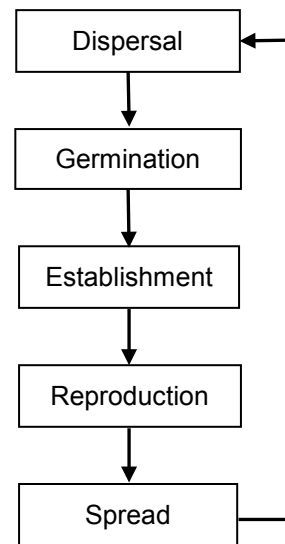 Dispersal
Germination
Establishment
Reproduction
Spread